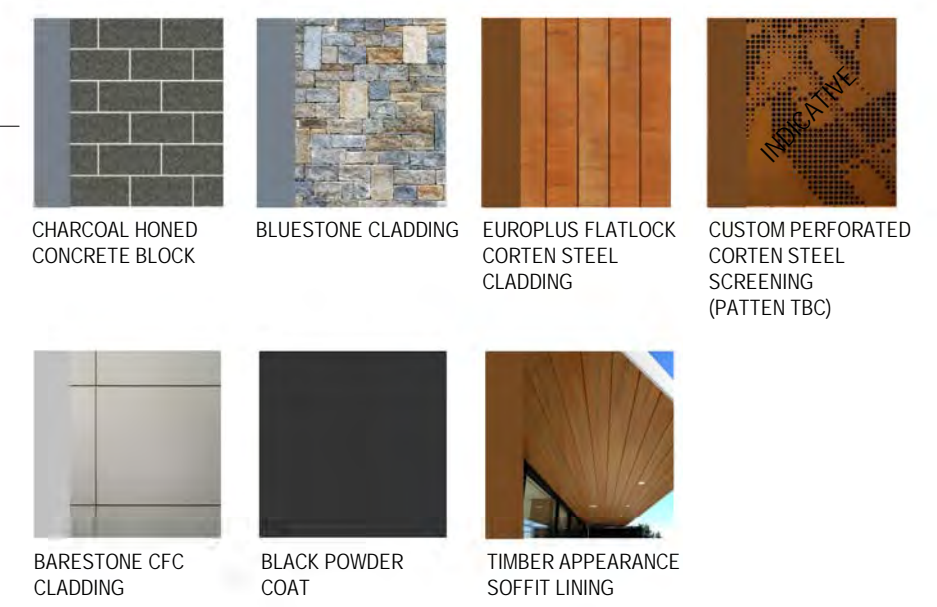 INDICATIVE
CHARCOAL HONED
CONCRETE BLOCK
BLUESTONE CLADDING
EUROPLUS FLATLOCK
CORTEN STEEL
CLADDING
CUSTOM PERFORATED
CORTEN STEEL
SCREENING
(PATTEN TBC)
BARESTONE CFC
CLADDING
BLACK POWDER
COAT
TIMBER APPEARANCE
SOFFIT LINING